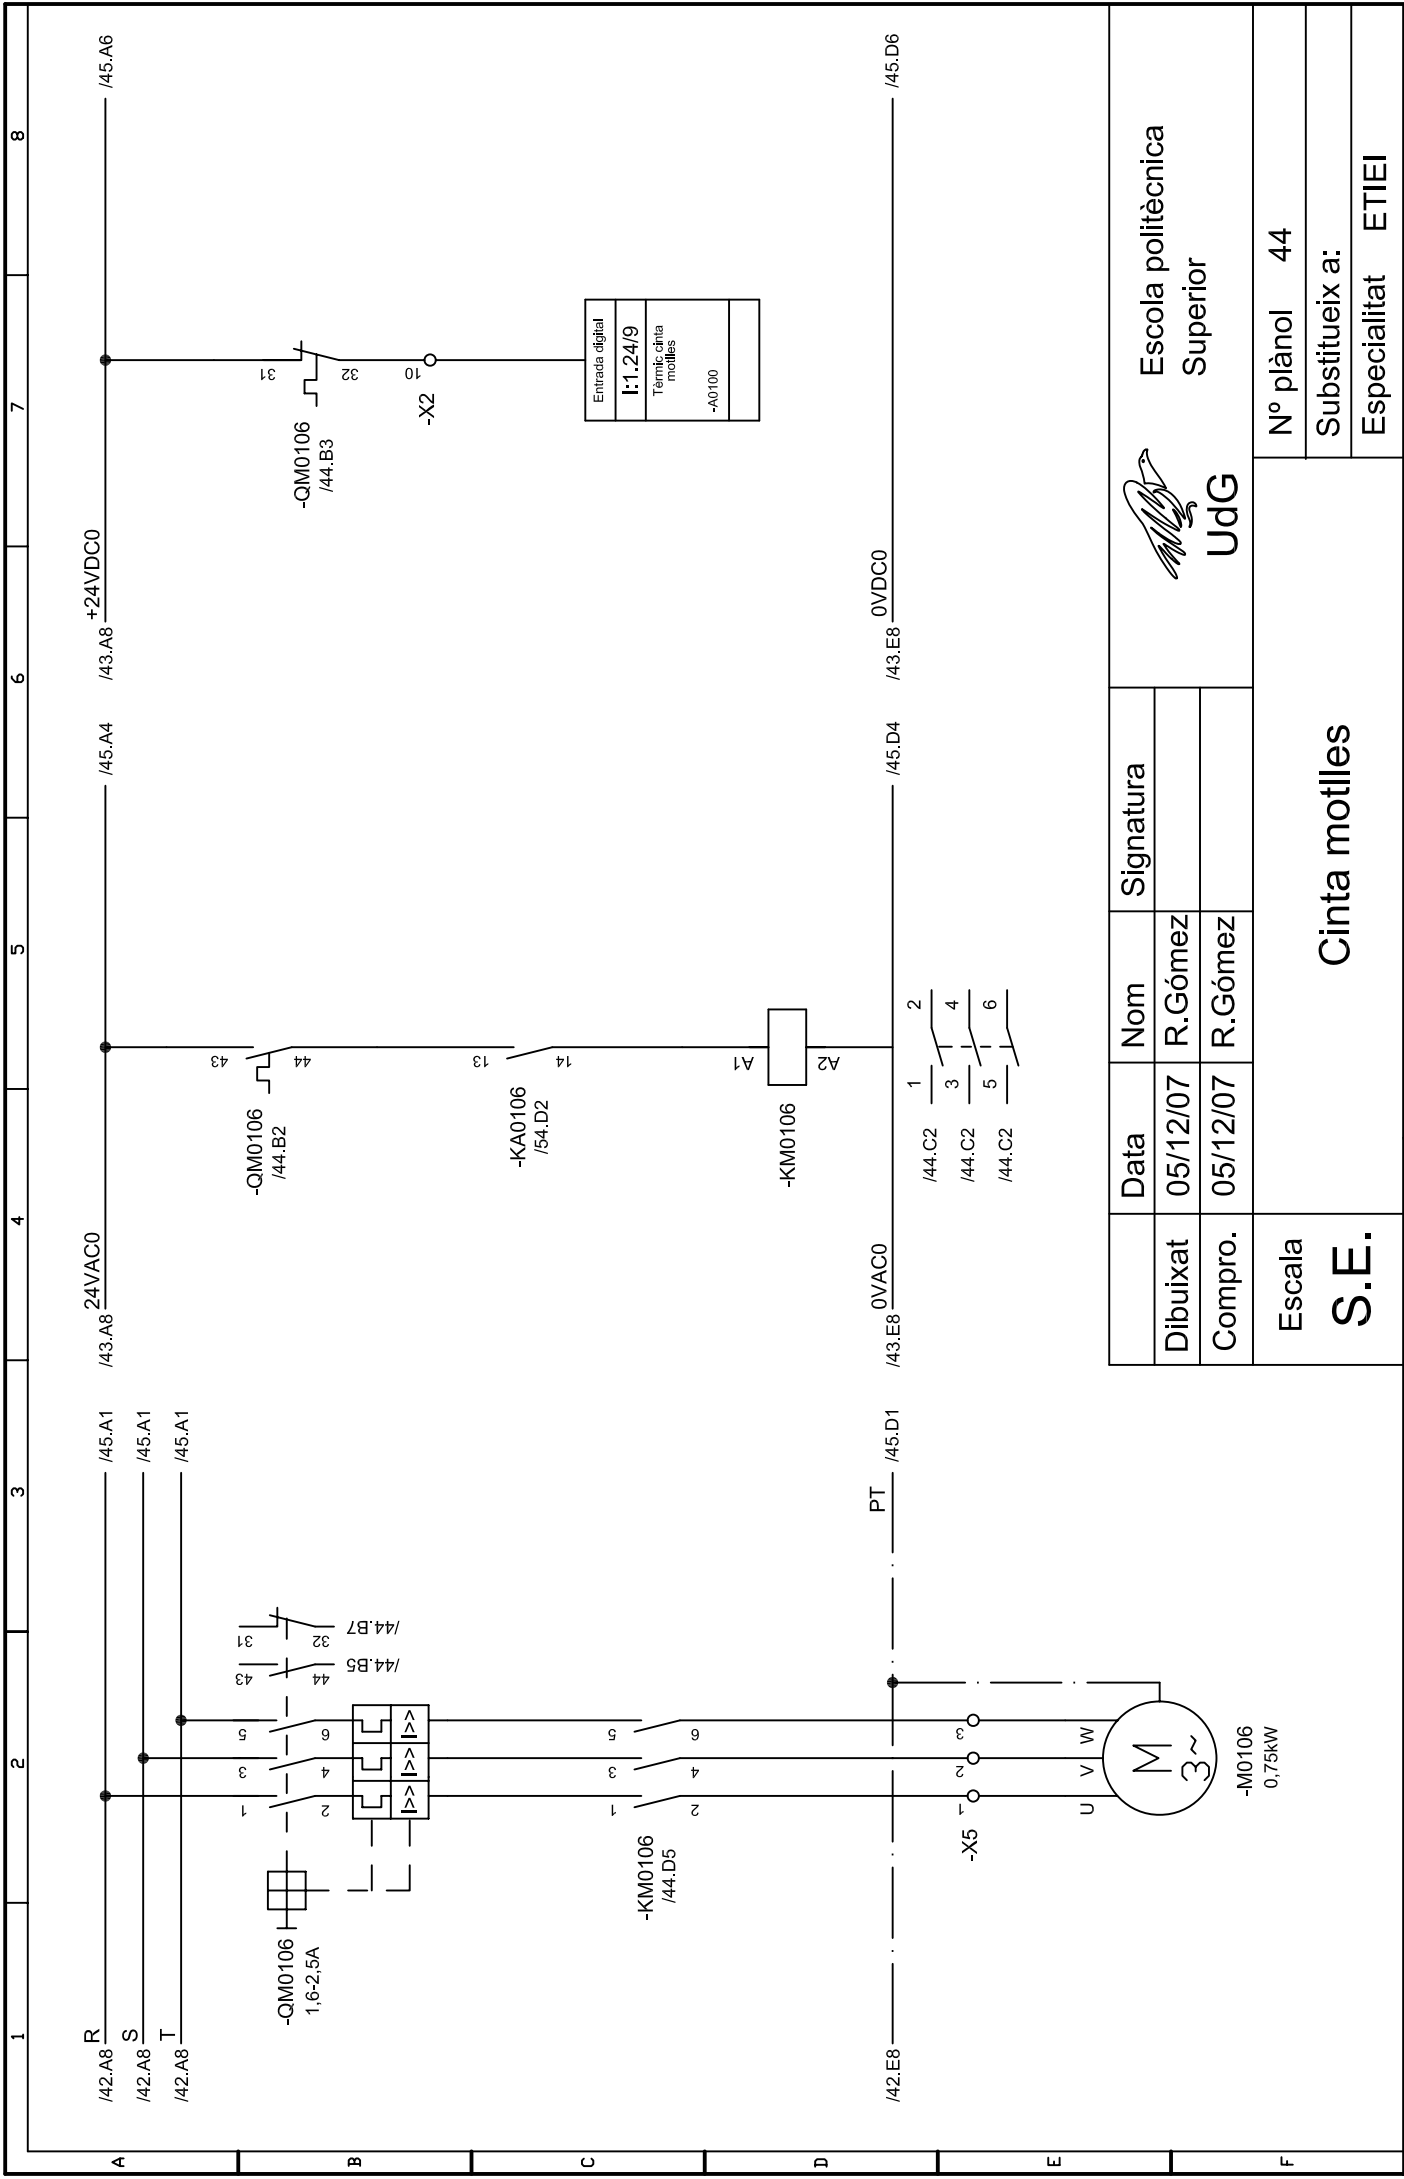 1 2 3 4 5 6 7 8
A
B
C
D
E
F
/42.A8 R /45.A1
/42.A8 S /45.A1
/42.A8 T /45.A1
/43.A8 24VAC0 /45.A4
/43.A8 +24VDC0 /45.A6
-QM0106
1,6-2,5A
1 3 5 43 31
2 4 6 44 32
/44.B5
/44.B7
I>> I>> I>>
-KM0106
/44.D5
1 3 5
2 4 6
/42.E8 PT /45.D1
-X5
1 2 3
U V W
M
3~
-M0106
0,75kW
-QM0106
/44.B2
43
44
-KA0106
/54.D2
13
14
-KM0106
A1
A2
/43.E8 0VAC0 /45.D4
/44.C2 1 2
/44.C2 3 4
/44.C2 5 6
-QM0106
/44.B3
31
32
-X2
10
Entrada digital
I:1.24/9
Tèrmic cinta
motlles
-A0100
/43.E8 0VDC0 /45.D6
Data Nom Signatura
Dibuixat 05/12/07 R.Gómez
Compro. 05/12/07 R.Gómez
UdG
Escola politècnica
Superior
Escala
S.E.
Cinta motlles
Nº plànol 44
Substitueix a:
Especialitat ETIEI